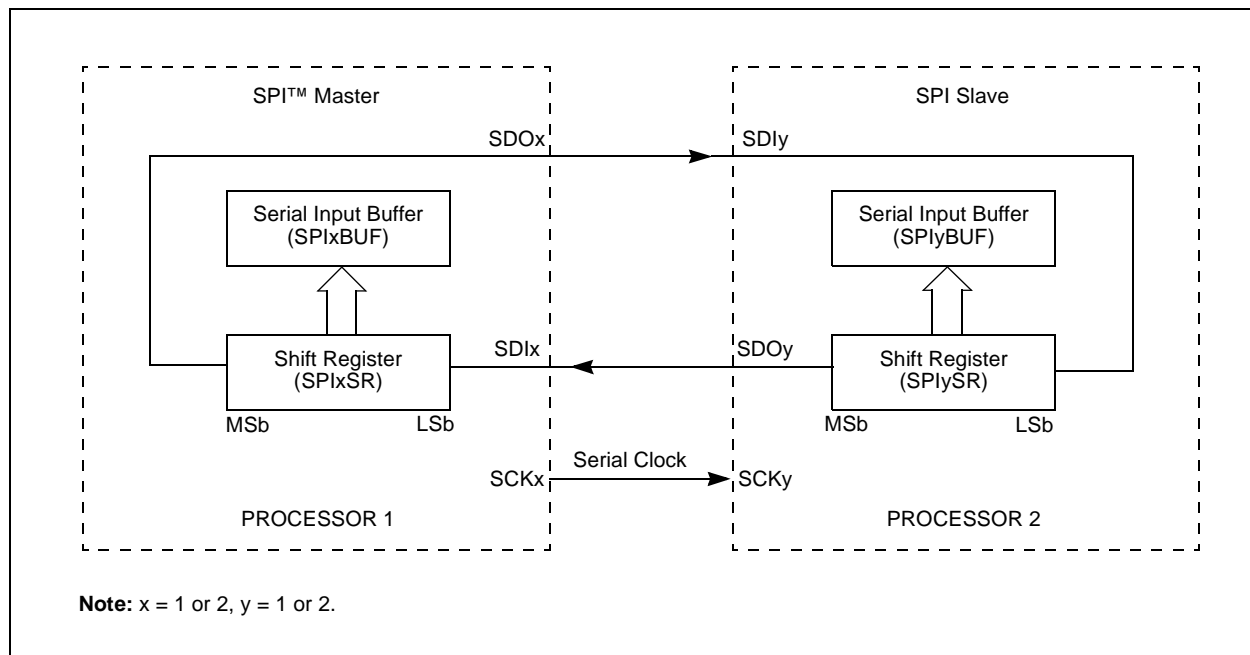 SPI™ Master
SPI Slave
SDOx
SDIy
Serial Input Buffer
(SPIxBUF)
Serial Input Buffer
(SPIyBUF)
Shift Register
(SPIxSR)
SDIx
SDOy
Shift Register
(SPIySR)
MSb
LSb
MSb
LSb
Serial Clock
SCKx
SCKy
PROCESSOR 1
PROCESSOR 2
Note: x = 1 or 2, y = 1 or 2.